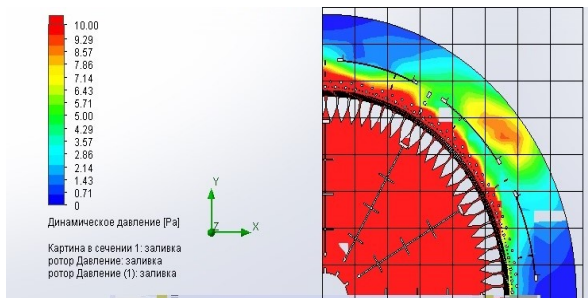 10.00
9.29
8.57
7.86
7.14
6.43
5.71
5.00
4.29
3.57
2.86
2.14
1.43
0.71
0
Y
Z
X
Динамическое давление [Pa]
Картина в сечении 1: заливка
ротор Давление: заливка
ротор Давление (1): заливка